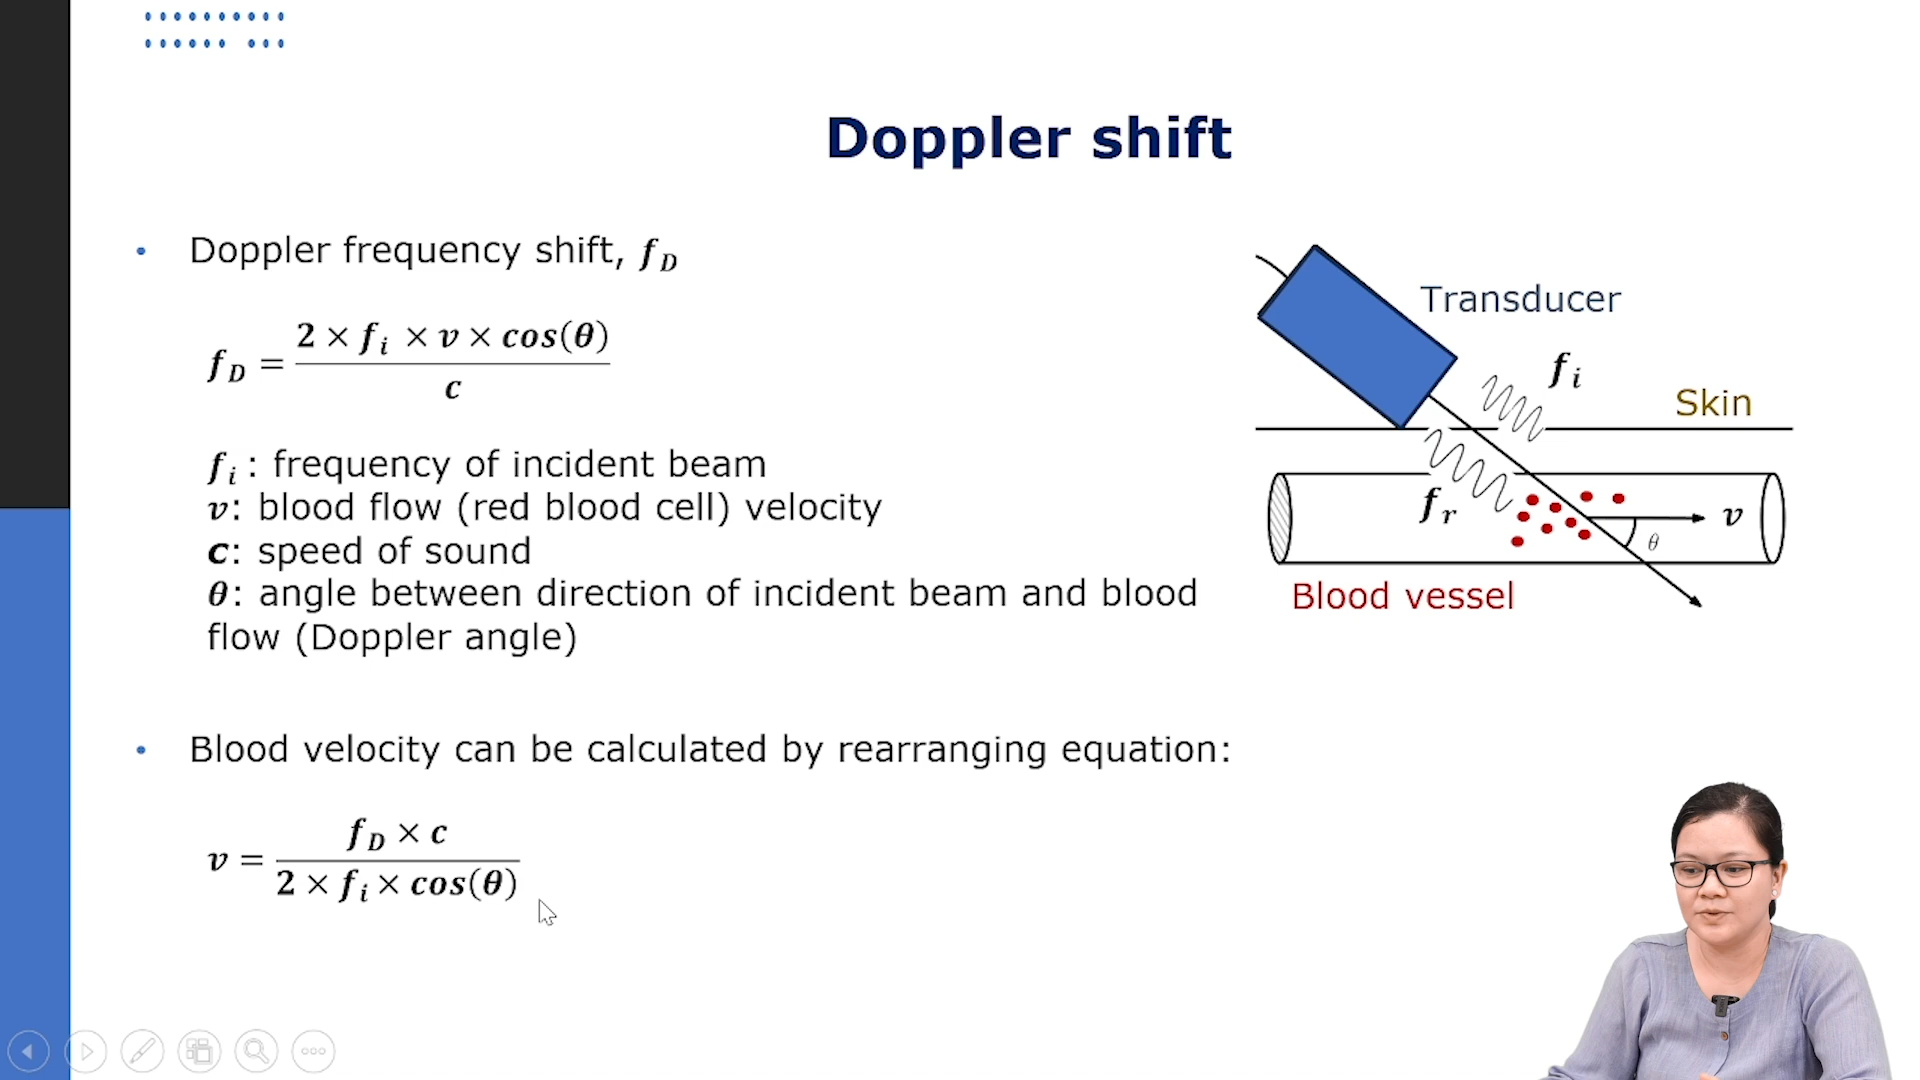 Doppler shift
• Doppler frequency shift, f_D
f_D = (2 × f_i × v × cos(θ)) / c
f_i : frequency of incident beam
v: blood flow (red blood cell) velocity
c: speed of sound
θ: angle between direction of incident beam and blood
flow (Doppler angle)
• Blood velocity can be calculated by rearranging equation:
v = (f_D × c) / (2 × f_i × cos(θ))
Transducer
f_i
Skin
f_r
v
θ
Blood vessel